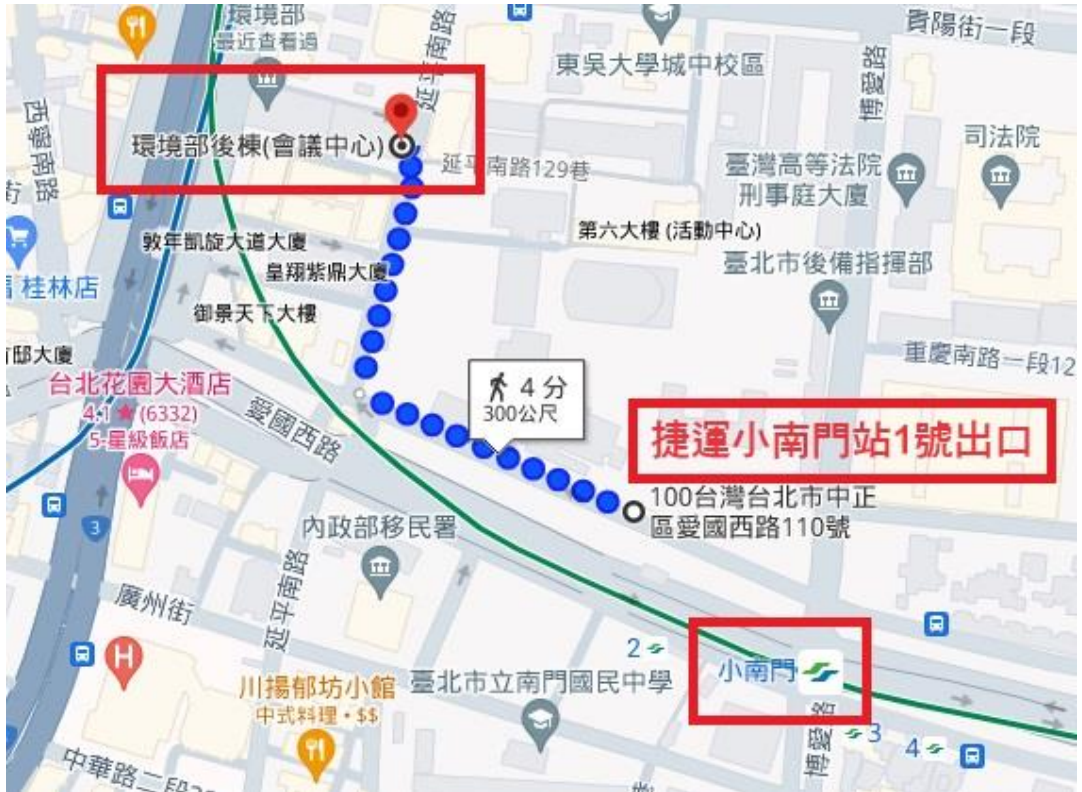 環境部
最近查看過
延平南路
東吳大學城中校區
貴陽街一段
博愛路
西寧南路
環境部後棟(會議中心)
延平南路129巷
臺灣高等法院
刑事庭大廈
司法院
街
敦年凱旋大道大廈
第六大樓 (活動中心)
皇翔紫鼎大廈
臺北市後備指揮部
桂林店
御景天下大樓
邸大廈
重慶南路一段12
台北花園大酒店
4.1★(6332)
5-星級飯店
4 分
300公尺
愛國西路
捷運小南門站1號出口
100台灣台北市中正
區愛國西路110號
3
內政部移民署
延平南路
廣州街
H
2
小南門
川揚郁坊小館
中式料理・$$
臺北市立南門國民中學
博愛路
3
4
中華路二段